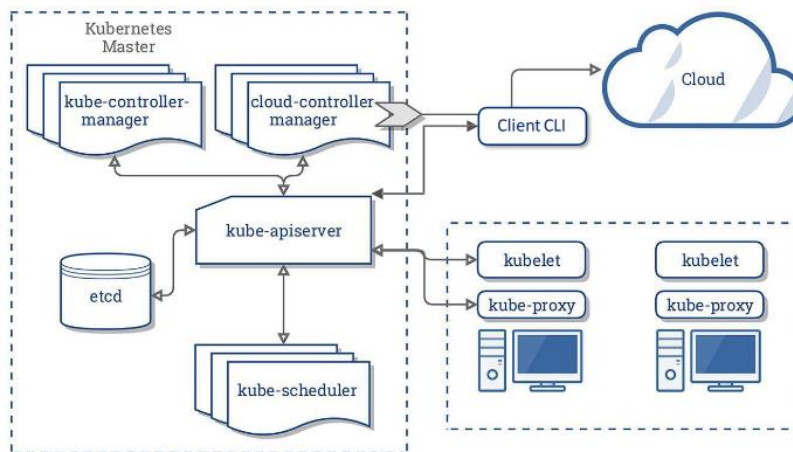 Kubernetes
Master
kube-controller-
manager
cloud-controller
manager
Cloud
Client CLI
kube-apiserver
etcd
kubelet
kubelet
kube-proxy
kube-proxy
kube-scheduler